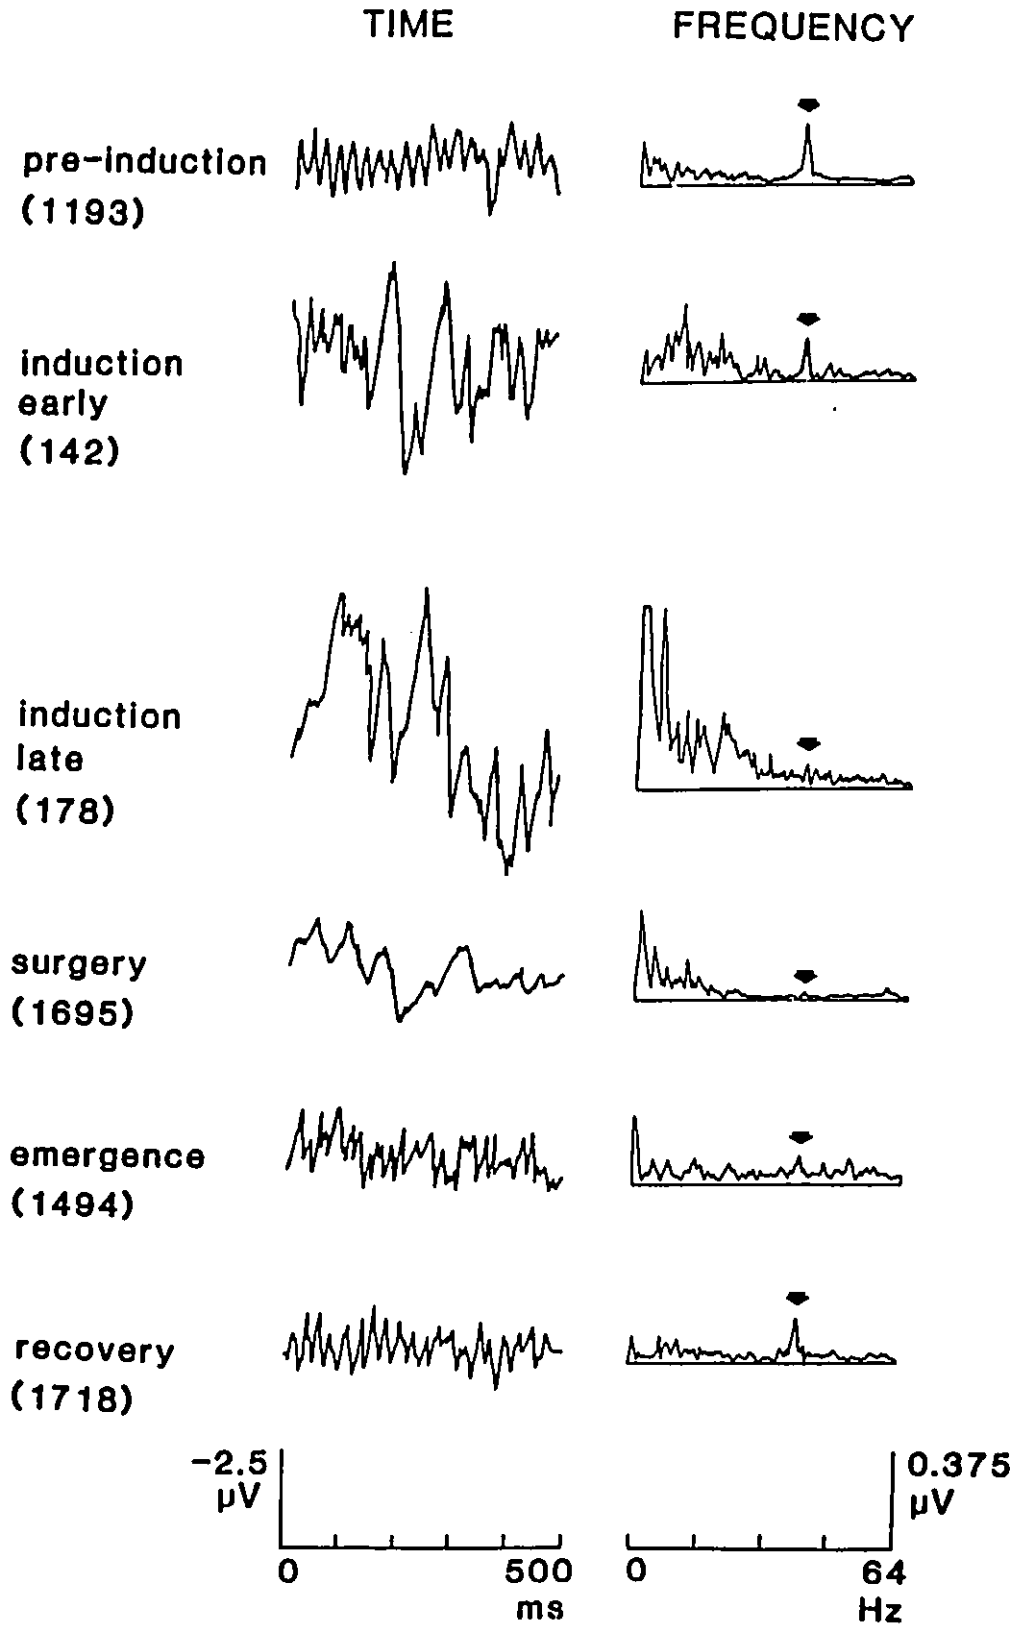 TIME FREQUENCY
pre-induction
(1193)
induction
early
(142)
induction
late
(178)
surgery
(1695)
emergence
(1494)
recovery
(1718)
-2.5 0.375
µV µV
0 500 0 64
ms Hz